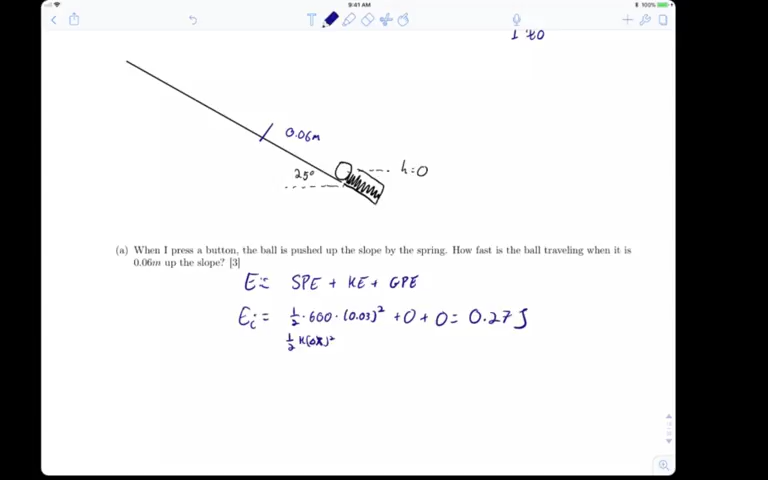 9:41 AM
100%
0.06m
25°
h=0
(a) When I press a button, the ball is pushed up the slope by the spring. How fast is the ball traveling when it is
0.06m up the slope? [3]
E= SPE + KE + GPE
Ei = 1/2 · 600 · (0.03)² + 0 + 0 = 0.27 J
1/2 k(Δx)²